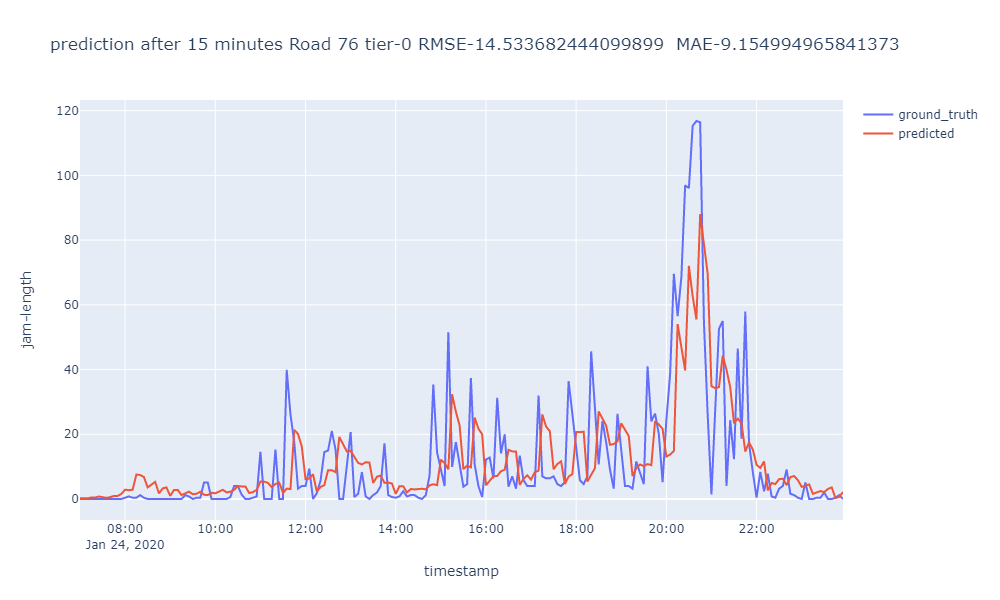 prediction after 15 minutes Road 76 tier-0 RMSE-14.533682444099899  MAE-9.154994965841373
ground_truth
predicted
120
100
80
60
40
20
0
jam-length
08:00
10:00
12:00
14:00
16:00
18:00
20:00
22:00
Jan 24, 2020
timestamp